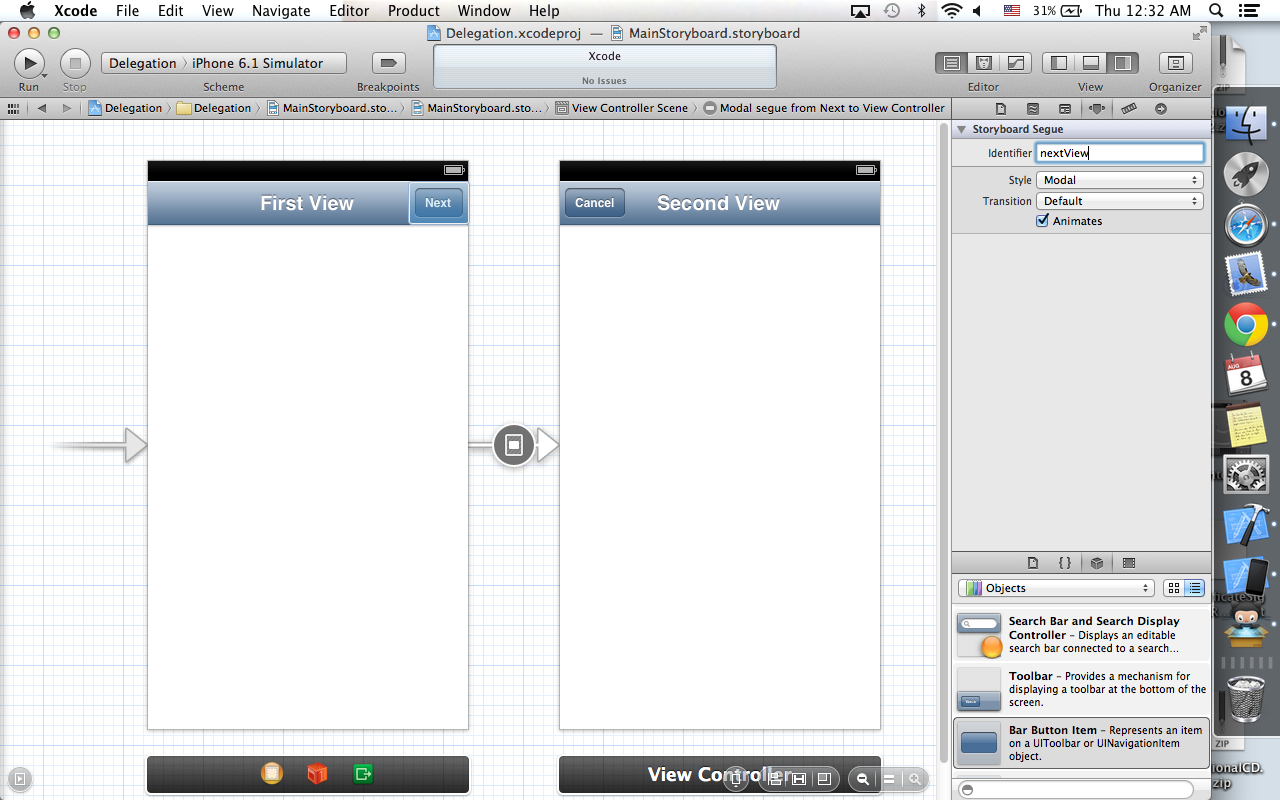 Xcode File Edit View Navigate Editor Product Window Help 31% Thu 12:32 AM
Delegation.xcodeproj — MainStoryboard.storyboard
Delegation iPhone 6.1 Simulator
Xcode
No Issues
Run Stop Scheme Breakpoints Editor View Organizer
Delegation Delegation MainStoryboard.sto... MainStoryboard.sto... View Controller Scene Modal segue from Next to View Controller
Storyboard Segue
Identifier nextView
Style Modal
Transition Default
Animates
First View Next
Cancel Second View
AUG
8
Objects
Search Bar and Search Display
Controller – Displays an editable
search bar connected to a search...
Toolbar – Provides a mechanism for
displaying a toolbar at the bottom of the
screen.
Bar Button Item – Represents an item
on a UIToolbar or UINavigationItem
object.
View Controller
ZIP
ZIP
ionalCD.
zip